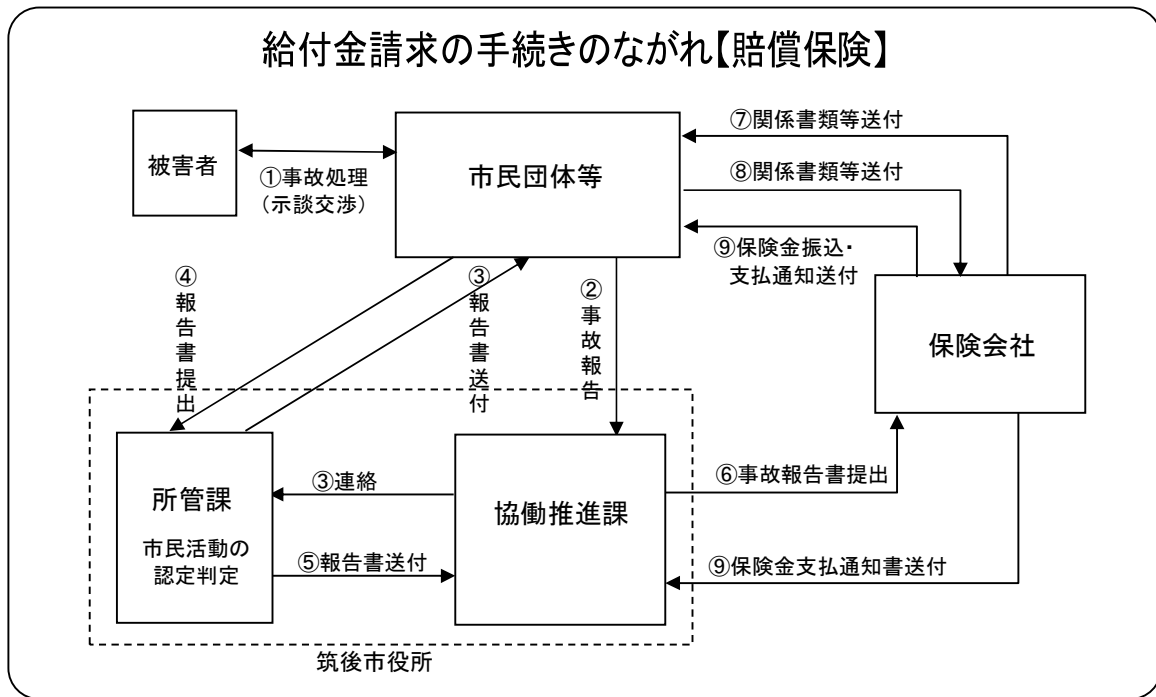 給付金請求の手続きのながれ【賠償保険】
被害者
①事故処理
(示談交渉)
市民団体等
⑦関係書類等送付
⑧関係書類等送付
⑨保険金振込・
支払通知送付
保険会社
④報告書提出
③報告書送付
②事故報告
所管課
市民活動の
認定判定
③連絡
⑤報告書送付
協働推進課
⑥事故報告書提出
⑨保険金支払通知書送付
筑後市役所